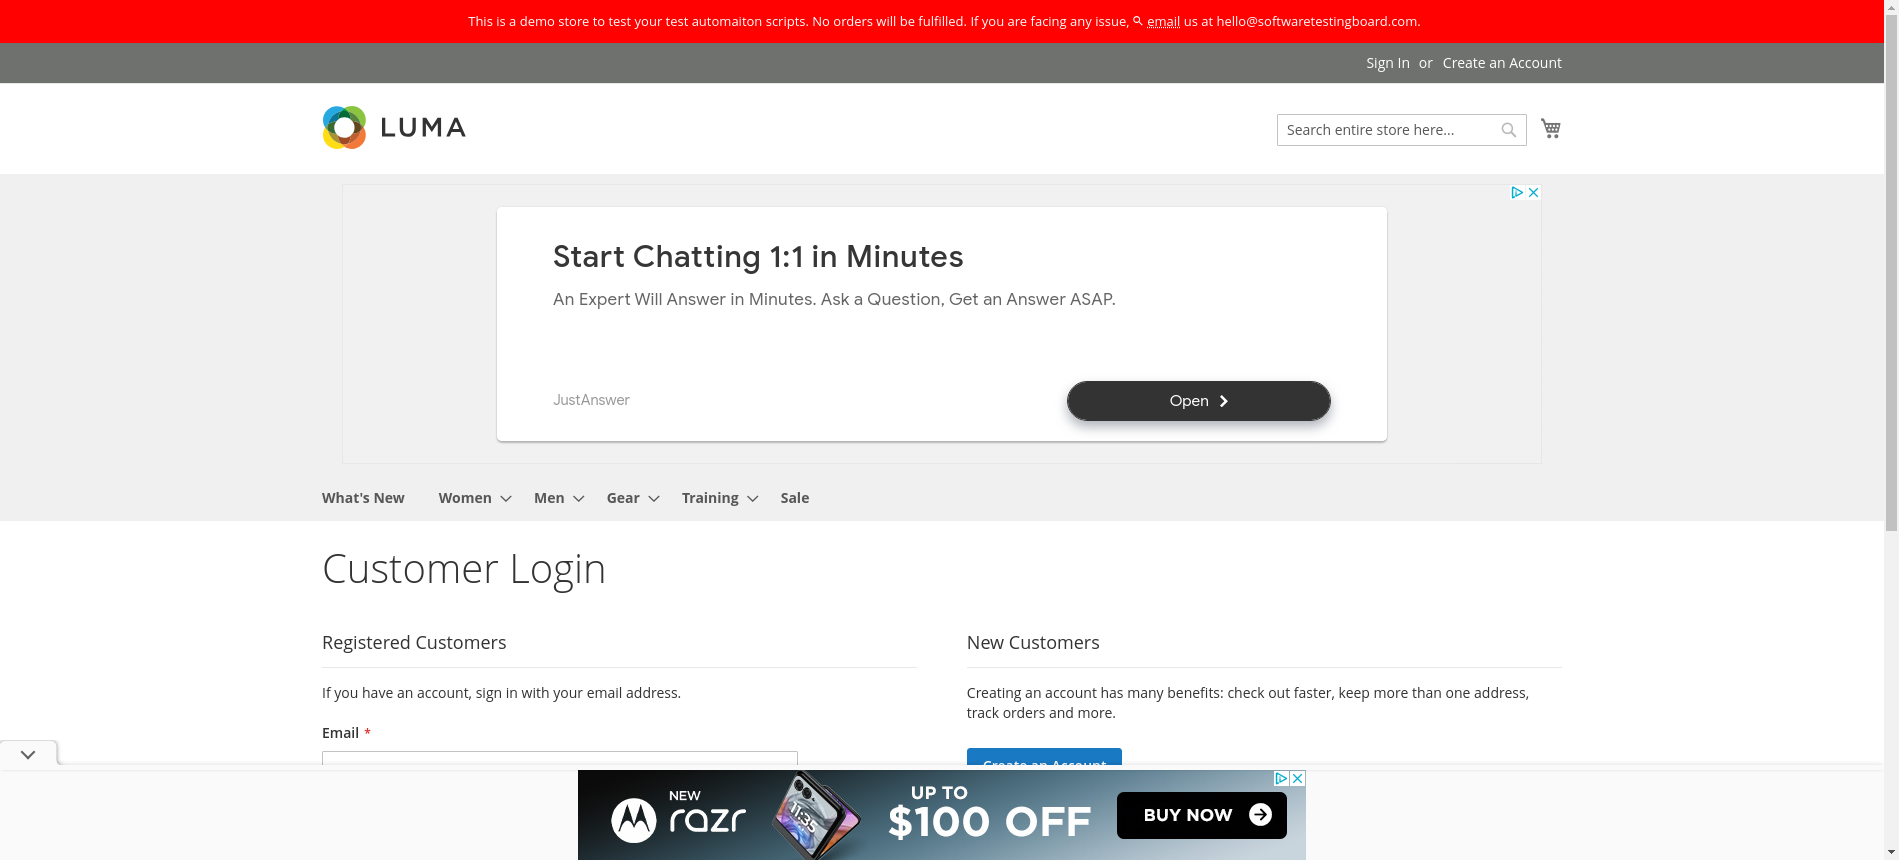 This is a demo store to test your test automaiton scripts. No orders will be fulfilled. If you are facing any issue, email us at hello@softwaretestingboard.com.
Sign In or Create an Account
LUMA
Search entire store here...
Start Chatting 1:1 in Minutes
An Expert Will Answer in Minutes. Ask a Question, Get an Answer ASAP.
JustAnswer
Open
What's New Women Men Gear Training Sale
Customer Login
Registered Customers
If you have an account, sign in with your email address.
Email *
New Customers
Creating an account has many benefits: check out faster, keep more than one address,
track orders and more.
Create an Account
NEW
razr
11:35
UP TO
$100 OFF
BUY NOW